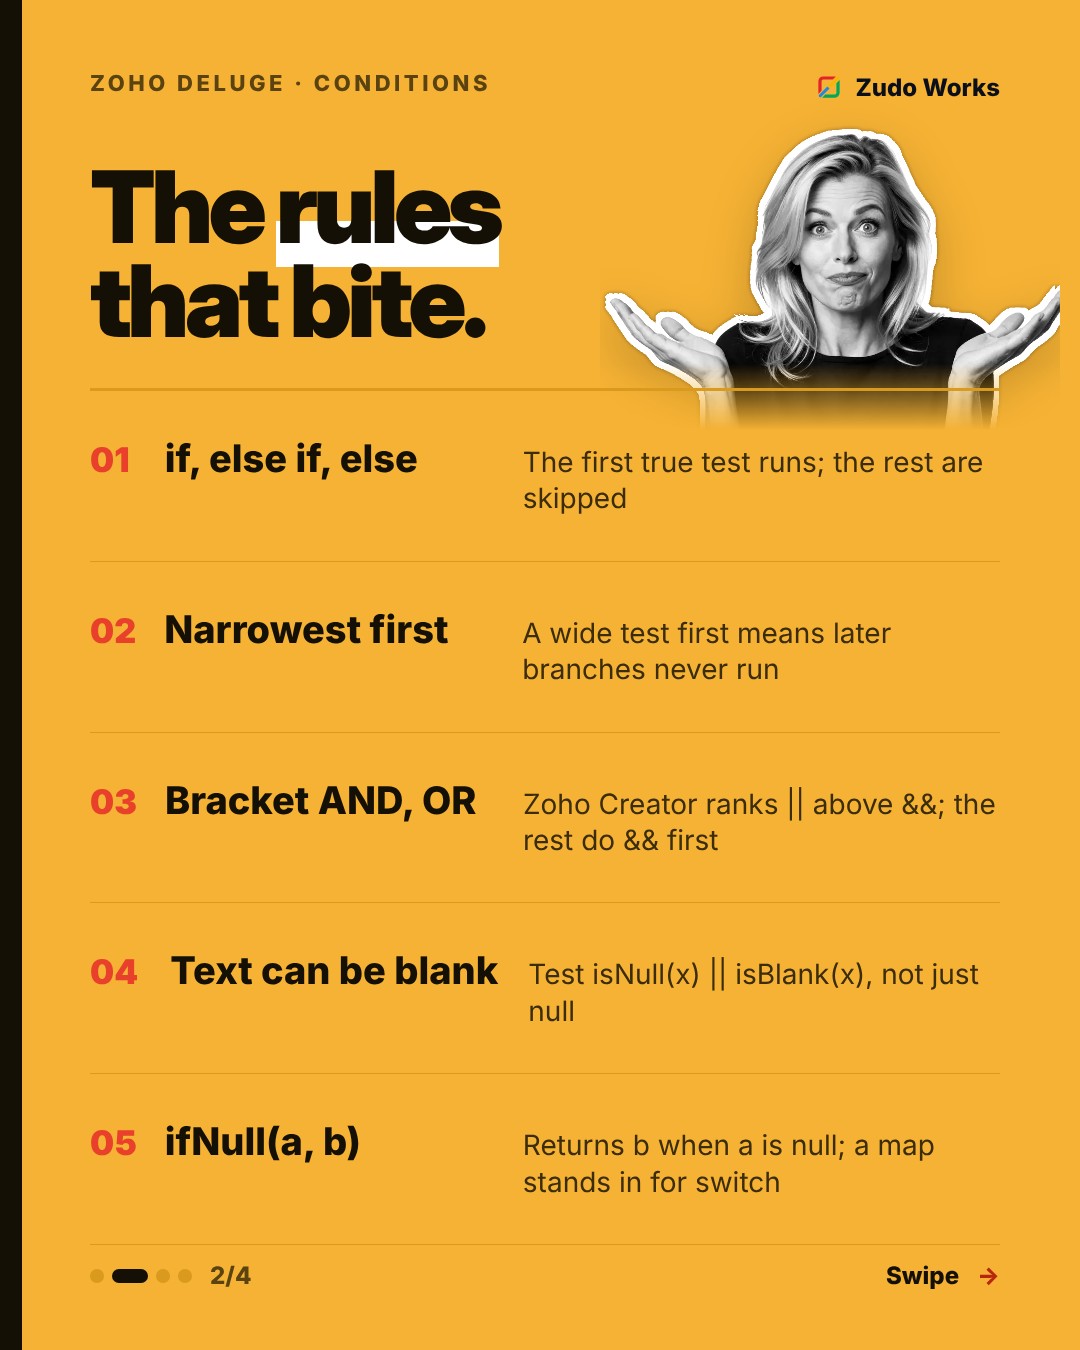 ZOHO DELUGE · CONDITIONS
Zudo Works
The rules
that bite.
01 if, else if, else
The first true test runs; the rest are
skipped
02 Narrowest first
A wide test first means later
branches never run
03 Bracket AND, OR
Zoho Creator ranks || above &&; the
rest do && first
04 Text can be blank
Test isNull(x) || isBlank(x), not just
null
05 ifNull(a, b)
Returns b when a is null; a map
stands in for switch
2/4
Swipe →